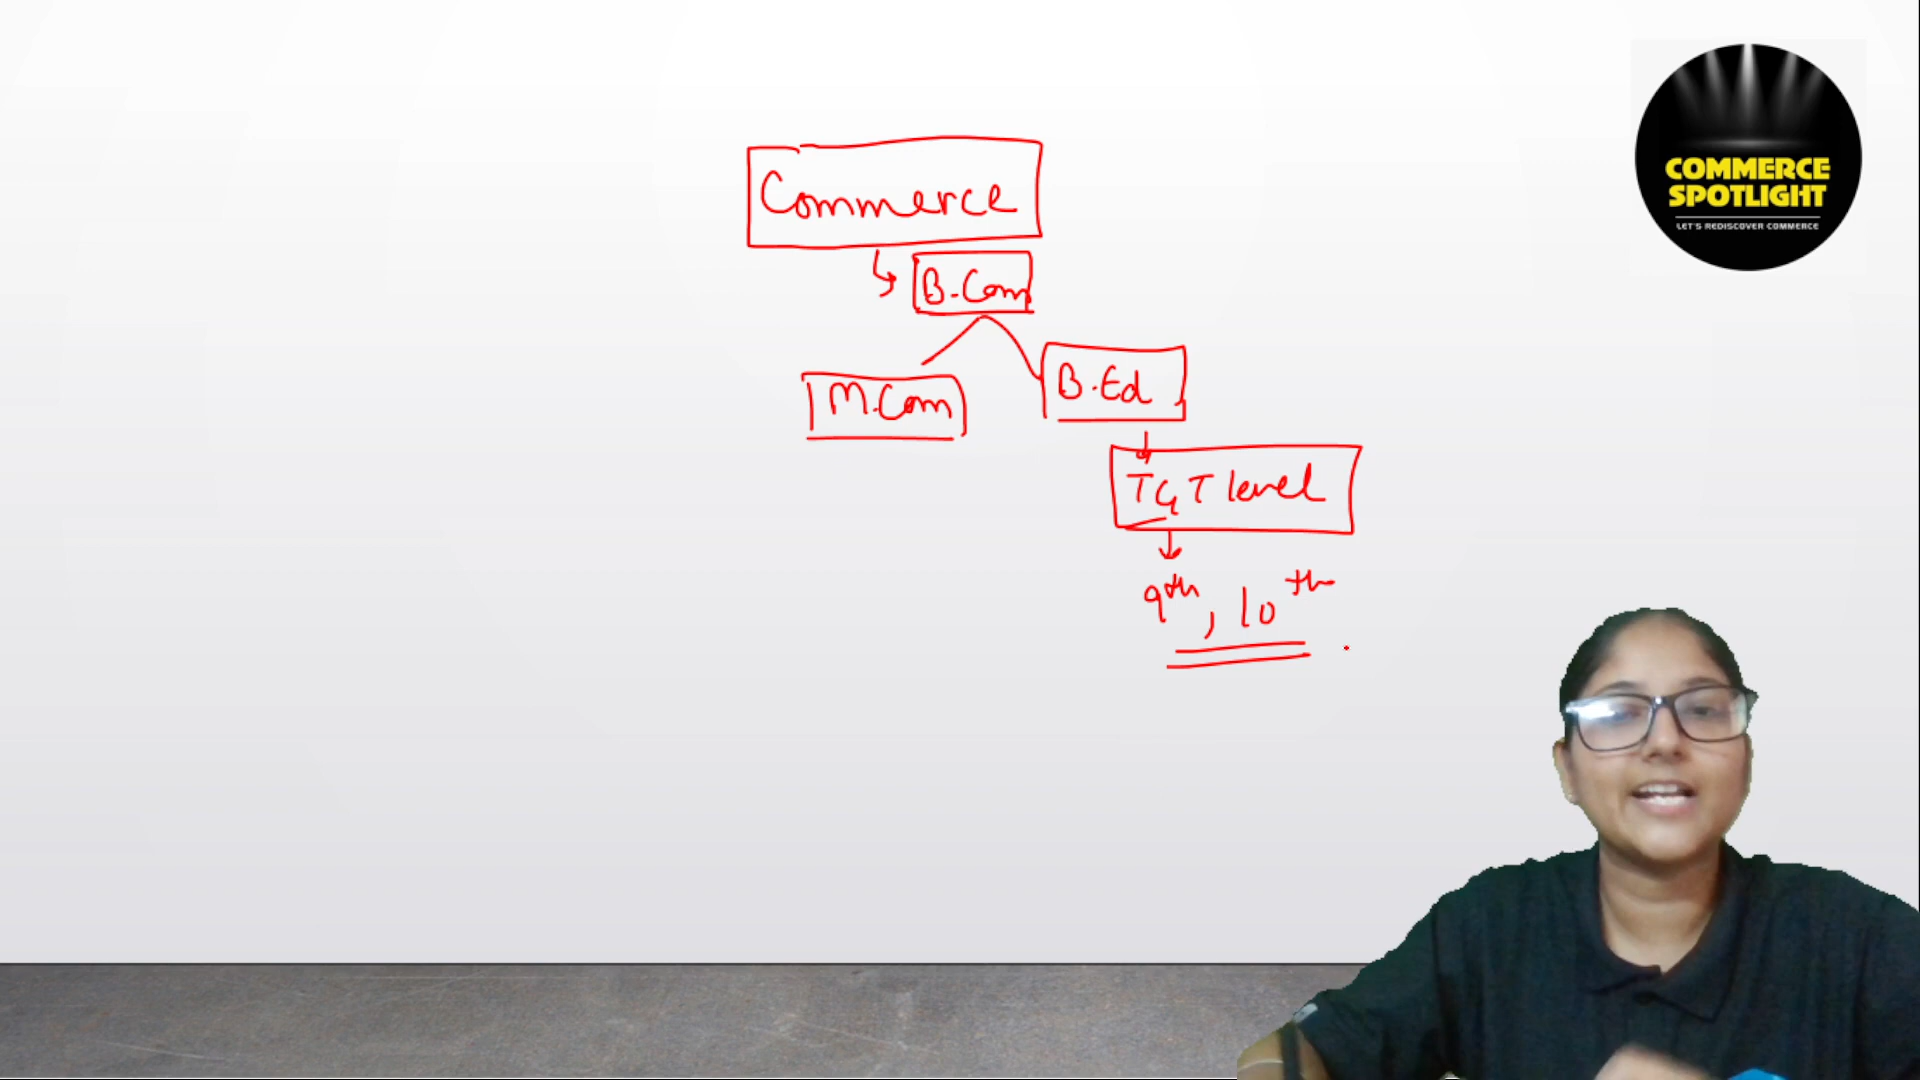 Commerce
B.Com
M.Com
B.Ed
TGT level
9th, 10th
COMMERCE
SPOTLIGHT
LET'S REDISCOVER COMMERCE